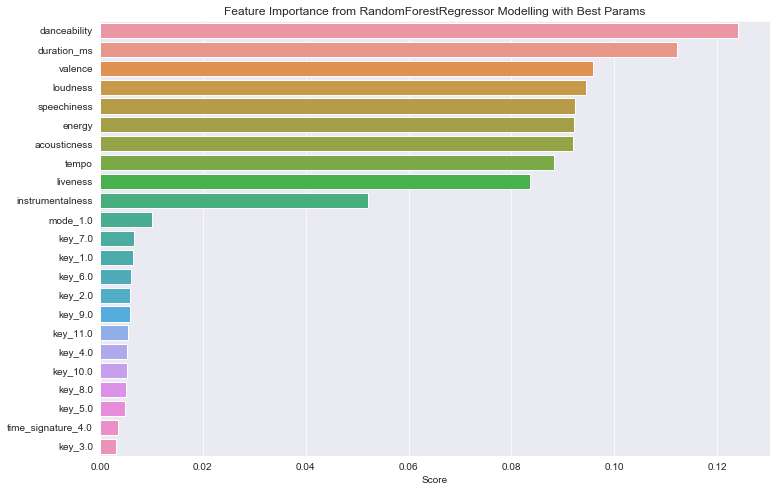 Feature Importance from RandomForestRegressor Modelling with Best Params
danceability
duration_ms
valence
loudness
speechiness
energy
acousticness
tempo
liveness
instrumentalness
mode_1.0
key_7.0
key_1.0
key_6.0
key_2.0
key_9.0
key_11.0
key_4.0
key_10.0
key_8.0
key_5.0
time_signature_4.0
key_3.0
0.00 0.02 0.04 0.06 0.08 0.10 0.12
Score